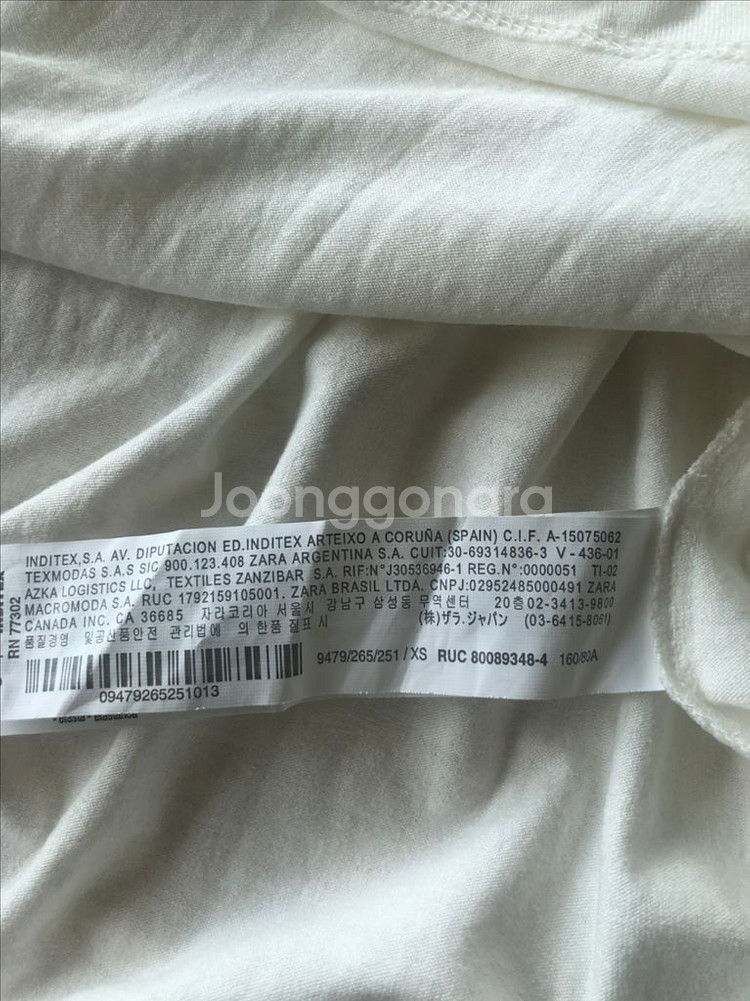 Joonggonara
INDITEX,S.A. AV. DIPUTACION ED.INDITEX ARTEIXO A CORUÑA (SPAIN) C.I.F. A-15075062
TEXMODAS S.A.S SIC 900.123.408 ZARA ARGENTINA S.A. CUIT:30-69314836-3 V - 436-01
AZKA LOGISTICS LLC, TEXTILES ZANZIBAR S.A. RIF:N°J30536946-1 REG.N°:0000051 TI-02
MACROMODA S.A. RUC 1792159105001. ZARA BRASIL LTDA. CNPJ:02952485000491 ZARA
CANADA INC. CA 36685 자라코리아 서울시 강남구 삼성동 무역센터 20층 02-3413-9800
품질경영 및공산품안전 관리법에 의한품질표시 (株)ザラ.ジャパン (03-6415-8061)
RN 77302
09479265251013
9479/265/251 / XS RUC 80089348-4 160/80A